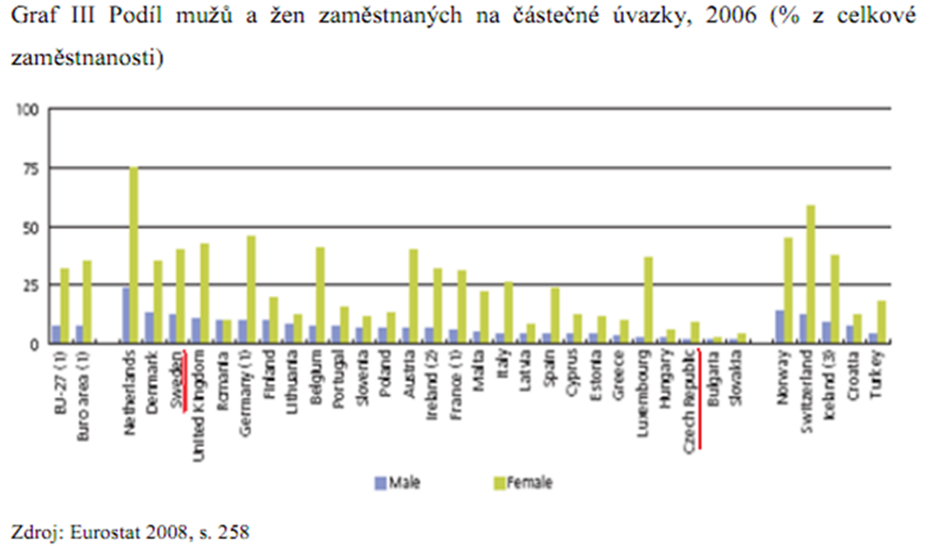 Graf III Podíl mužů a žen zaměstnaných na částečné úvazky, 2006 (% z celkové
zaměstnanosti)
100
75
50
25
0
EU-27 (1)
Euro area (1)
Netherlands
Denmark
Sweden
United Kingdom
Romania
Germany (1)
Finland
Lithuania
Belgium
Portugal
Slovenia
Poland
Austria
Ireland (2)
France (1)
Malta
Italy
Latvia
Spain
Cyprus
Estonia
Greece
Luxembourg
Hungary
Czech Republic
Bulgaria
Slovakia
Norway
Switzerland
Iceland (3)
Croatia
Turkey
Male
Female
Zdroj: Eurostat 2008, s. 258